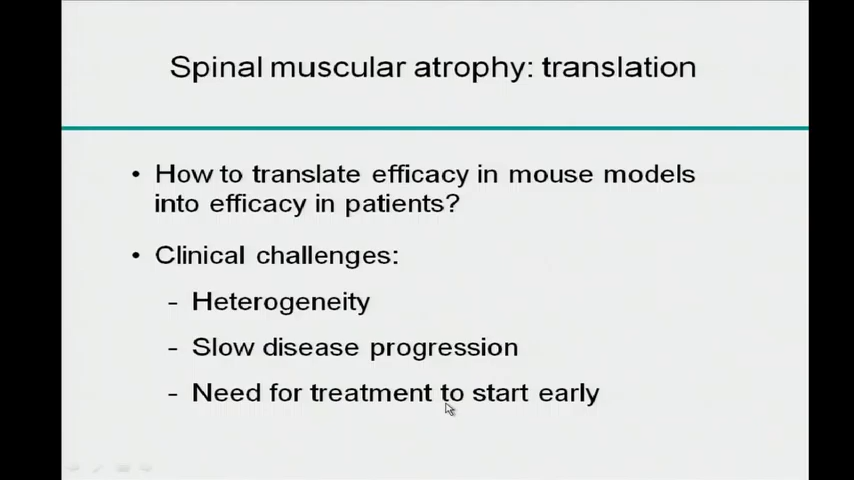 Spinal muscular atrophy: translation
• How to translate efficacy in mouse models
into efficacy in patients?
• Clinical challenges:
- Heterogeneity
- Slow disease progression
- Need for treatment to start early